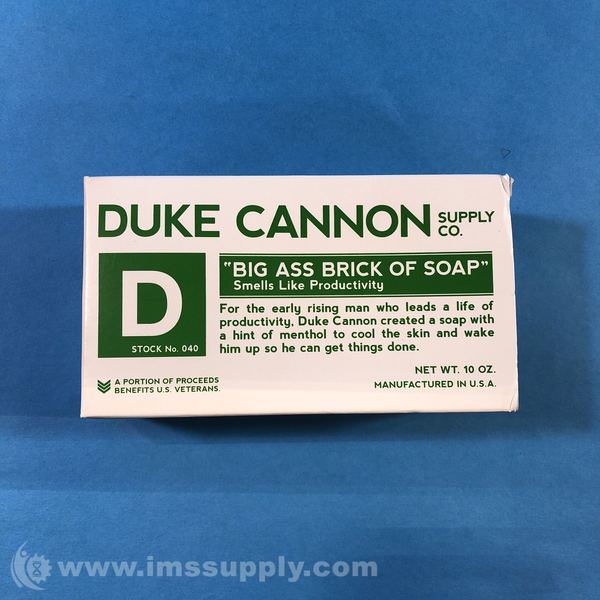 DUKE CANNON SUPPLY CO.
D
STOCK No. 040
"BIG ASS BRICK OF SOAP"
Smells Like Productivity
For the early rising man who leads a life of
productivity, Duke Cannon created a soap with
a hint of menthol to cool the skin and wake
him up so he can get things done.
A PORTION OF PROCEEDS
BENEFITS U.S. VETERANS.
NET WT. 10 OZ.
MANUFACTURED IN U.S.A.
www.imssupply.com